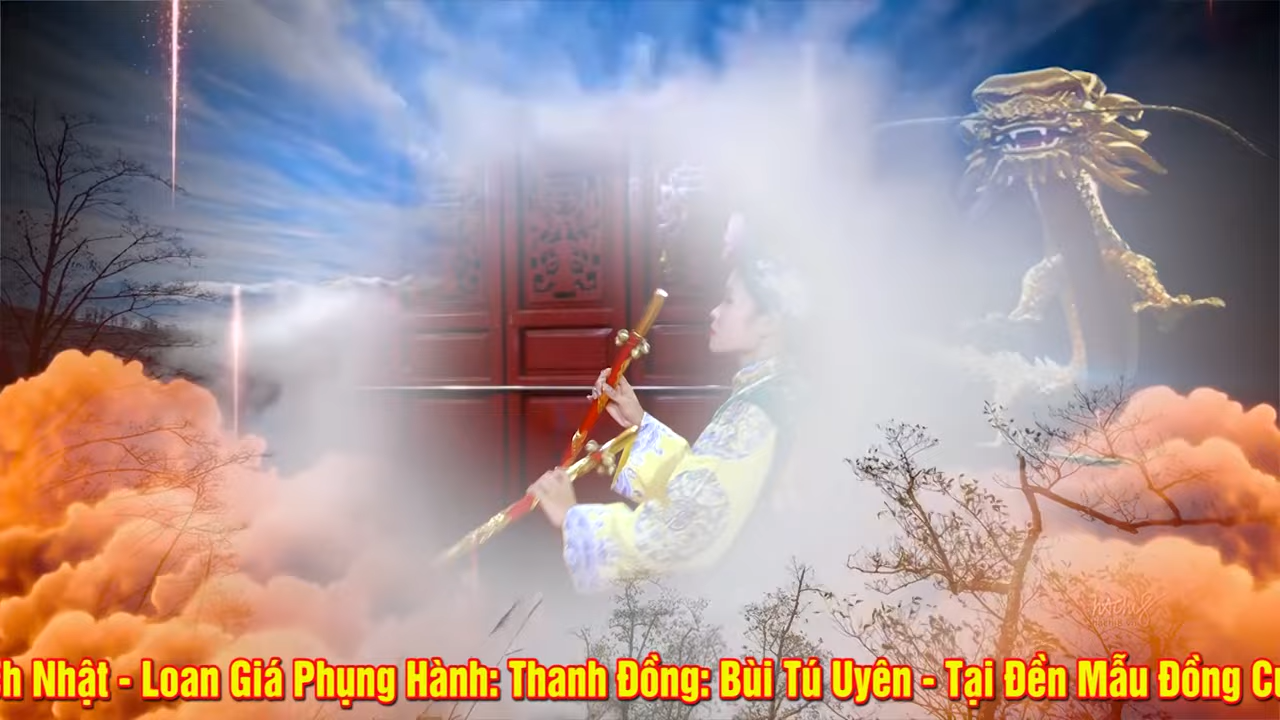 Nhật - Loan Giá Phụng Hành: Thanh Đồng: Bùi Tú Uyên - Tại Đền Mẫu Đồng